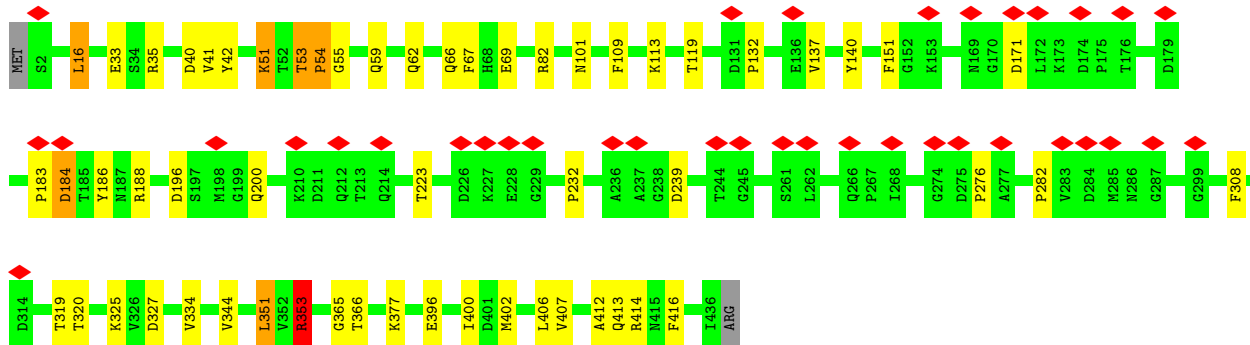 MET S2 L16 E33 S34 R35 D40 V41 Y42 K51 T52 T53 P54 G55 Q59 Q62 Q66 F67 H68 E69 R82 N101 F109 K113 T119 D131 P132 E136 V137 Y140 F151 G152 K153 N169 G170 D171 L172 K173 D174 P175 T176 D179
P183 D184 T185 Y186 N187 R188 D196 S197 M198 G199 Q200 K210 D211 Q212 T213 Q214 T223 D226 K227 E228 G229 P232 A236 A237 G238 D239 T244 G245 S261 L262 Q266 P267 I268 G274 D275 P276 A277 P282 V283 D284 M285 N286 G287 G299 F308
D314 T319 T320 K325 V326 D327 V334 V344 L351 V352 R353 G365 T366 K377 E396 I400 D401 M402 L406 V407 A412 Q413 R414 N415 F416 I436 ARG